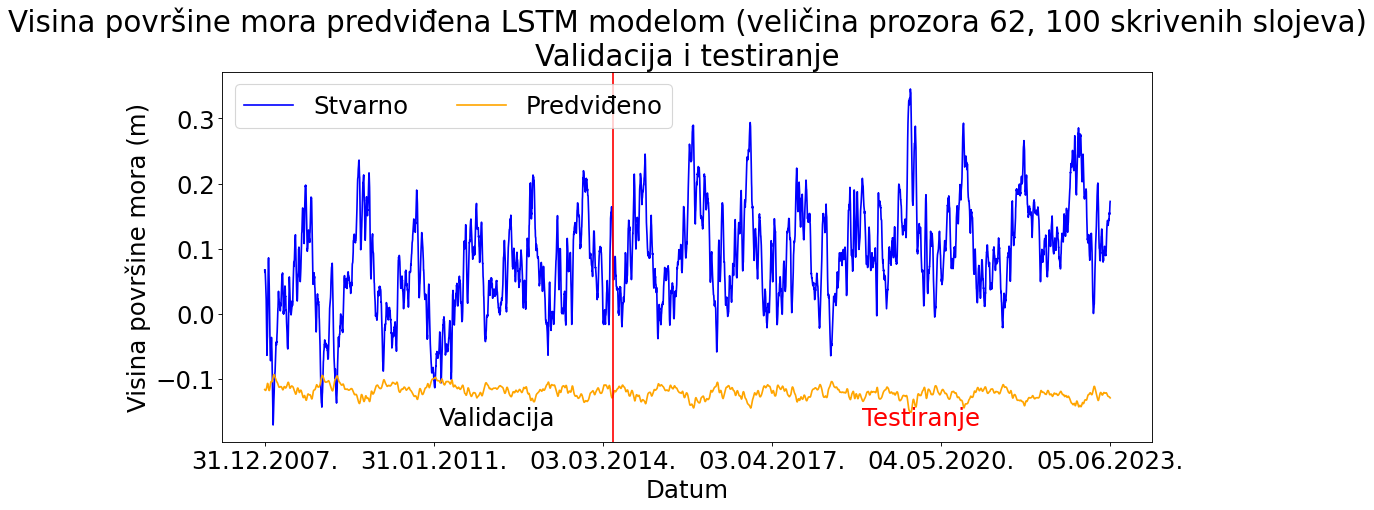 Visina površine mora predviđena LSTM modelom (veličina prozora 62, 100 skrivenih slojeva)
Validacija i testiranje
Stvarno
Predviđeno
Visina površine mora (m)
0.3
0.2
0.1
0.0
−0.1
Validacija
Testiranje
31.12.2007.
31.01.2011.
03.03.2014.
03.04.2017.
04.05.2020.
05.06.2023.
Datum